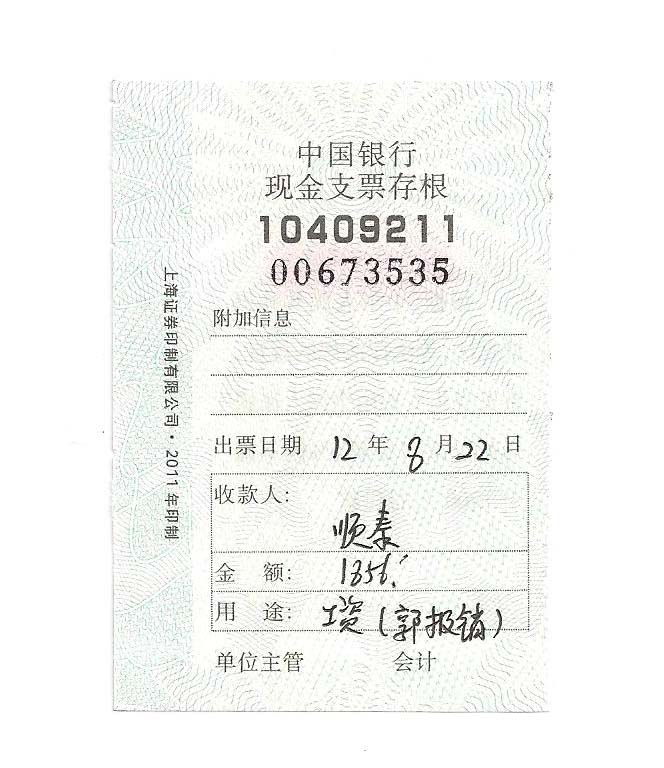 中国银行
现金支票存根
10409211
00673535
附加信息
出票日期 12 年 8 月 22 日
收款人:
顺泰
金 额: 1856.
用 途: 工资(郭报销)
单位主管 会计
上海证券印制有限公司·2011年印制